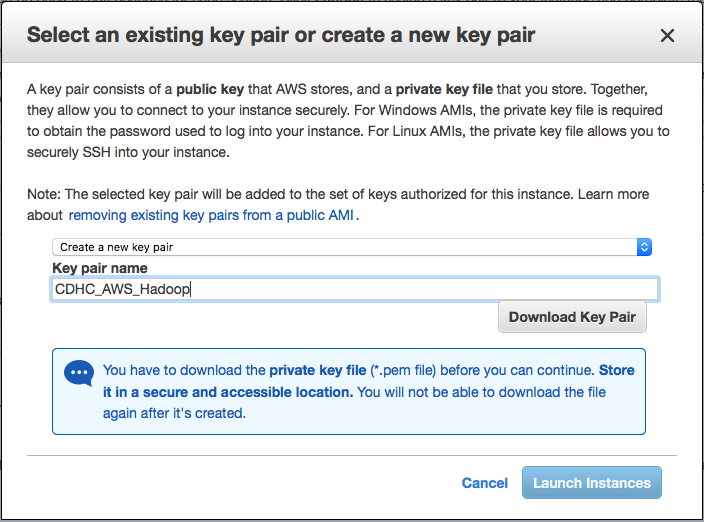 Select an existing key pair or create a new key pair
A key pair consists of a public key that AWS stores, and a private key file that you store. Together,
they allow you to connect to your instance securely. For Windows AMIs, the private key file is required
to obtain the password used to log into your instance. For Linux AMIs, the private key file allows you to
securely SSH into your instance.
Note: The selected key pair will be added to the set of keys authorized for this instance. Learn more
about removing existing key pairs from a public AMI.
Create a new key pair
Key pair name
CDHC_AWS_Hadoop
Download Key Pair
You have to download the private key file (*.pem file) before you can continue. Store
it in a secure and accessible location. You will not be able to download the file
again after it's created.
Cancel Launch Instances